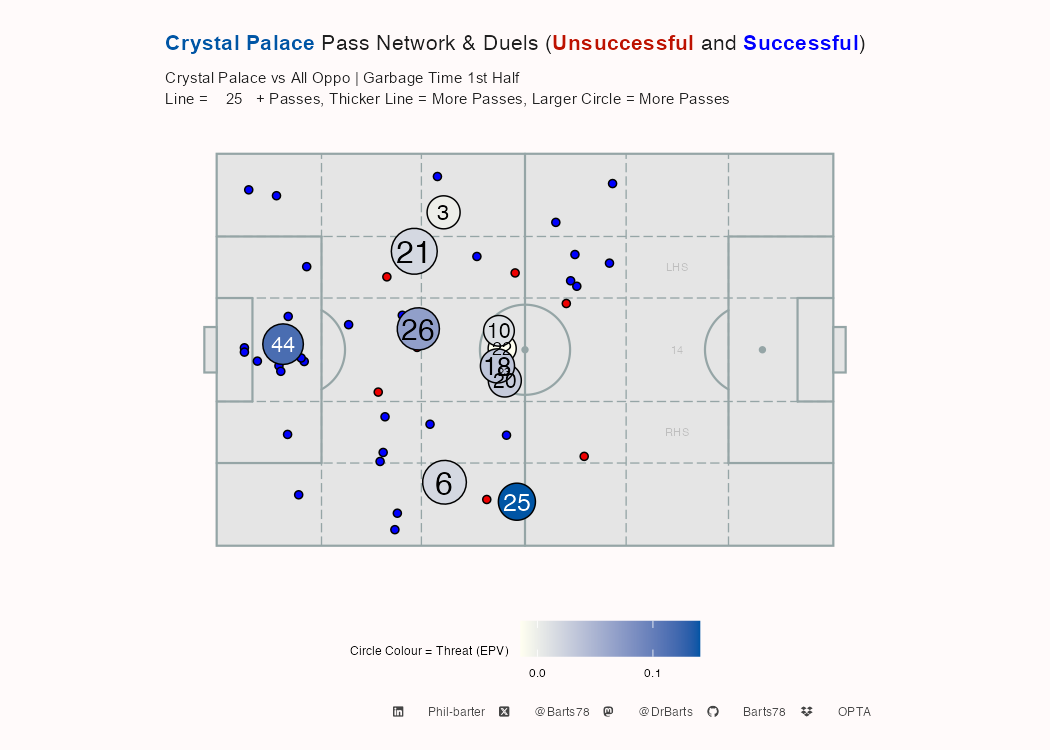 Crystal Palace Pass Network & Duels (Unsuccessful and Successful)
Crystal Palace vs All Oppo | Garbage Time 1st Half
Line = 25 + Passes, Thicker Line = More Passes, Larger Circle = More Passes
3
21
LHS
26
10
44
22
14
18
20
RHS
6
25
Circle Colour = Threat (EPV)
0.0 0.1
Phil-barter @Barts78 @DrBarts Barts78 OPTA